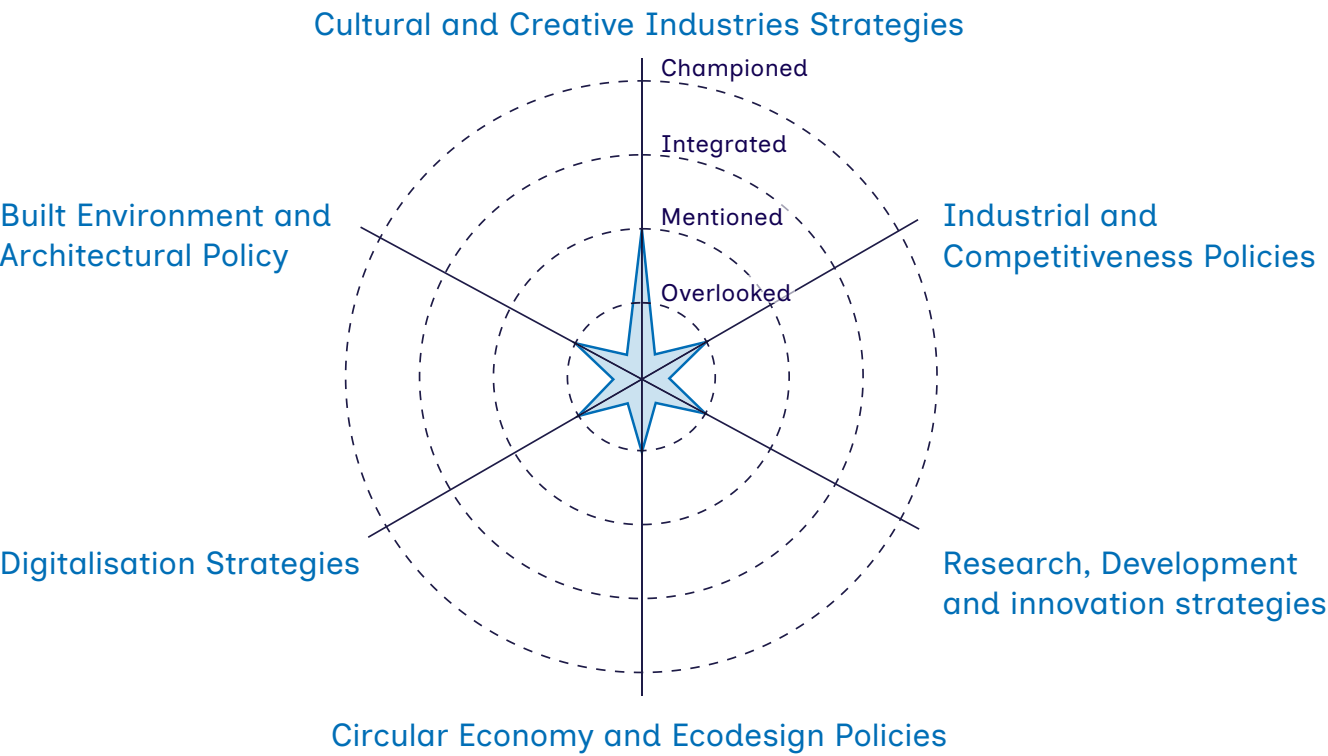 Cultural and Creative Industries Strategies
Championed
Integrated
Mentioned
Overlooked
Built Environment and
Architectural Policy
Industrial and
Competitiveness Policies
Digitalisation Strategies
Research, Development
and innovation strategies
Circular Economy and Ecodesign Policies